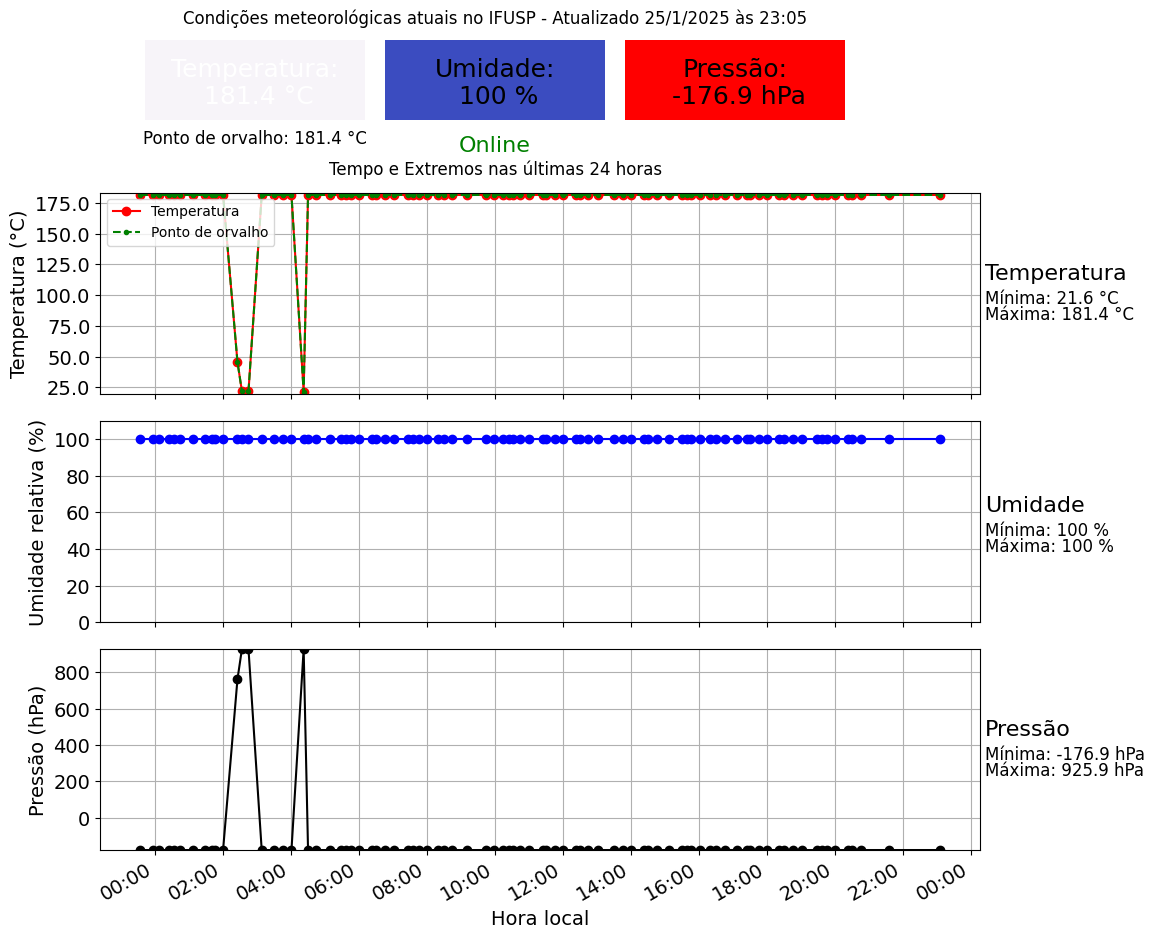 Condições meteorológicas atuais no IFUSP - Atualizado 25/1/2025 às 23:05
Temperatura:
181.4 °C
Umidade:
100 %
Pressão:
-176.9 hPa
Ponto de orvalho: 181.4 °C
Online
Tempo e Extremos nas últimas 24 horas
Temperatura (°C)
175.0
150.0
125.0
100.0
75.0
50.0
25.0
Temperatura
Ponto de orvalho
Temperatura
Mínima: 21.6 °C
Máxima: 181.4 °C
Umidade relativa (%)
100
80
60
40
20
0
Umidade
Mínima: 100 %
Máxima: 100 %
Pressão (hPa)
800
600
400
200
0
Pressão
Mínima: -176.9 hPa
Máxima: 925.9 hPa
00:00 02:00 04:00 06:00 08:00 10:00 12:00 14:00 16:00 18:00 20:00 22:00 00:00
Hora local